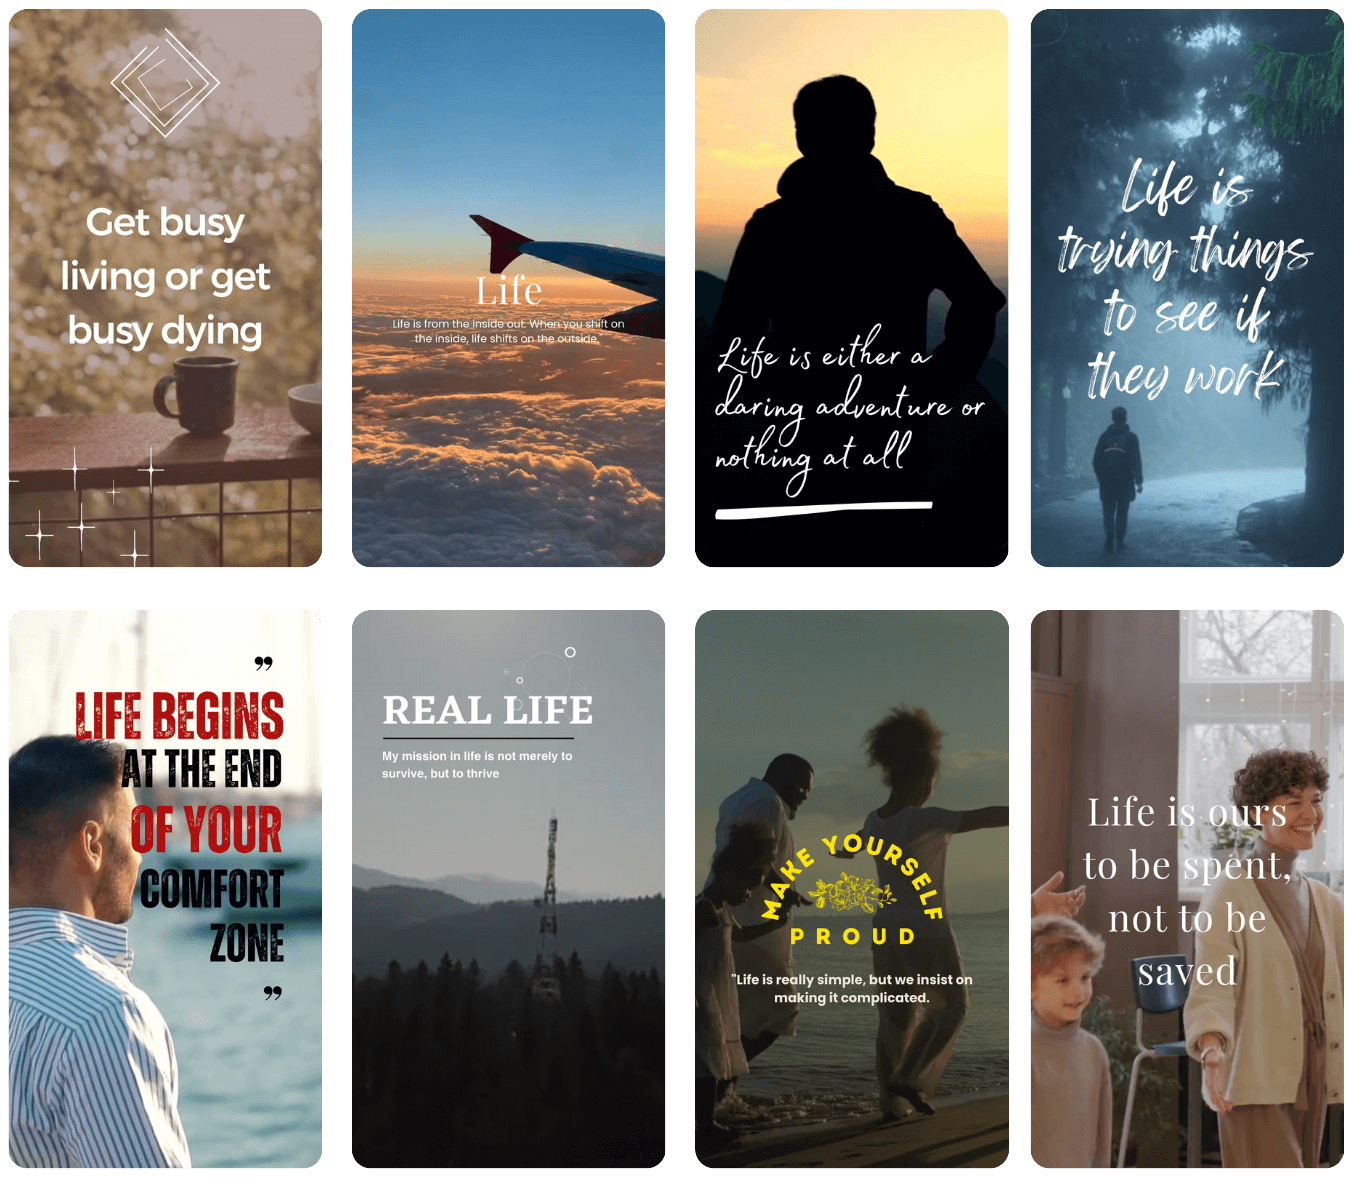 Get busy
living or get
busy dying
Life
Life is from the inside out. When you shift on
the inside, life shifts on the outside."
Life is either a
daring adventure or
nothing at all
Life is
trying things
to see if
they work
”
LIFE BEGINS
AT THE END
OF YOUR
COMFORT
ZONE
”
REAL LIFE
My mission in life is not merely to
survive, but to thrive
MAKE YOURSELF
PROUD
"Life is really simple, but we insist on
making it complicated.
Life is ours
to be spent,
not to be
saved